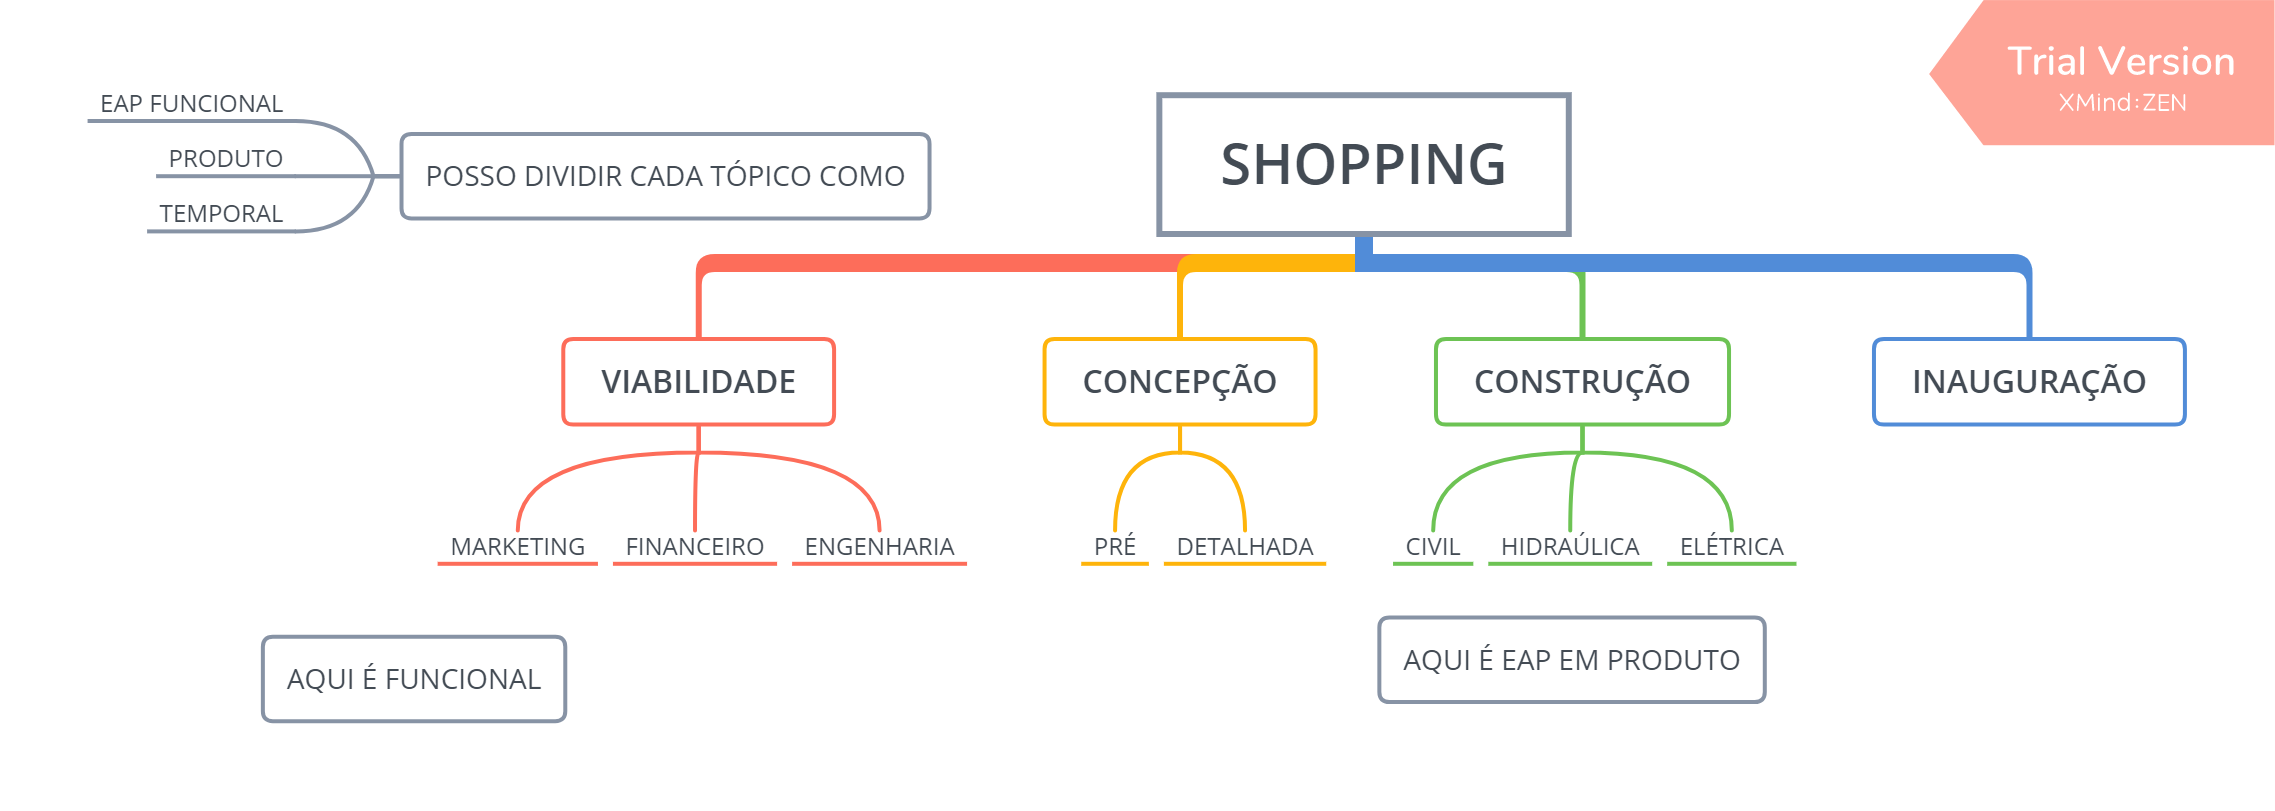 Trial Version
XMind:ZEN
EAP FUNCIONAL
PRODUTO
TEMPORAL
POSSO DIVIDIR CADA TÓPICO COMO
SHOPPING
VIABILIDADE
CONCEPÇÃO
CONSTRUÇÃO
INAUGURAÇÃO
MARKETING
FINANCEIRO
ENGENHARIA
PRÉ
DETALHADA
CIVIL
HIDRAÚLICA
ELÉTRICA
AQUI É FUNCIONAL
AQUI É EAP EM PRODUTO